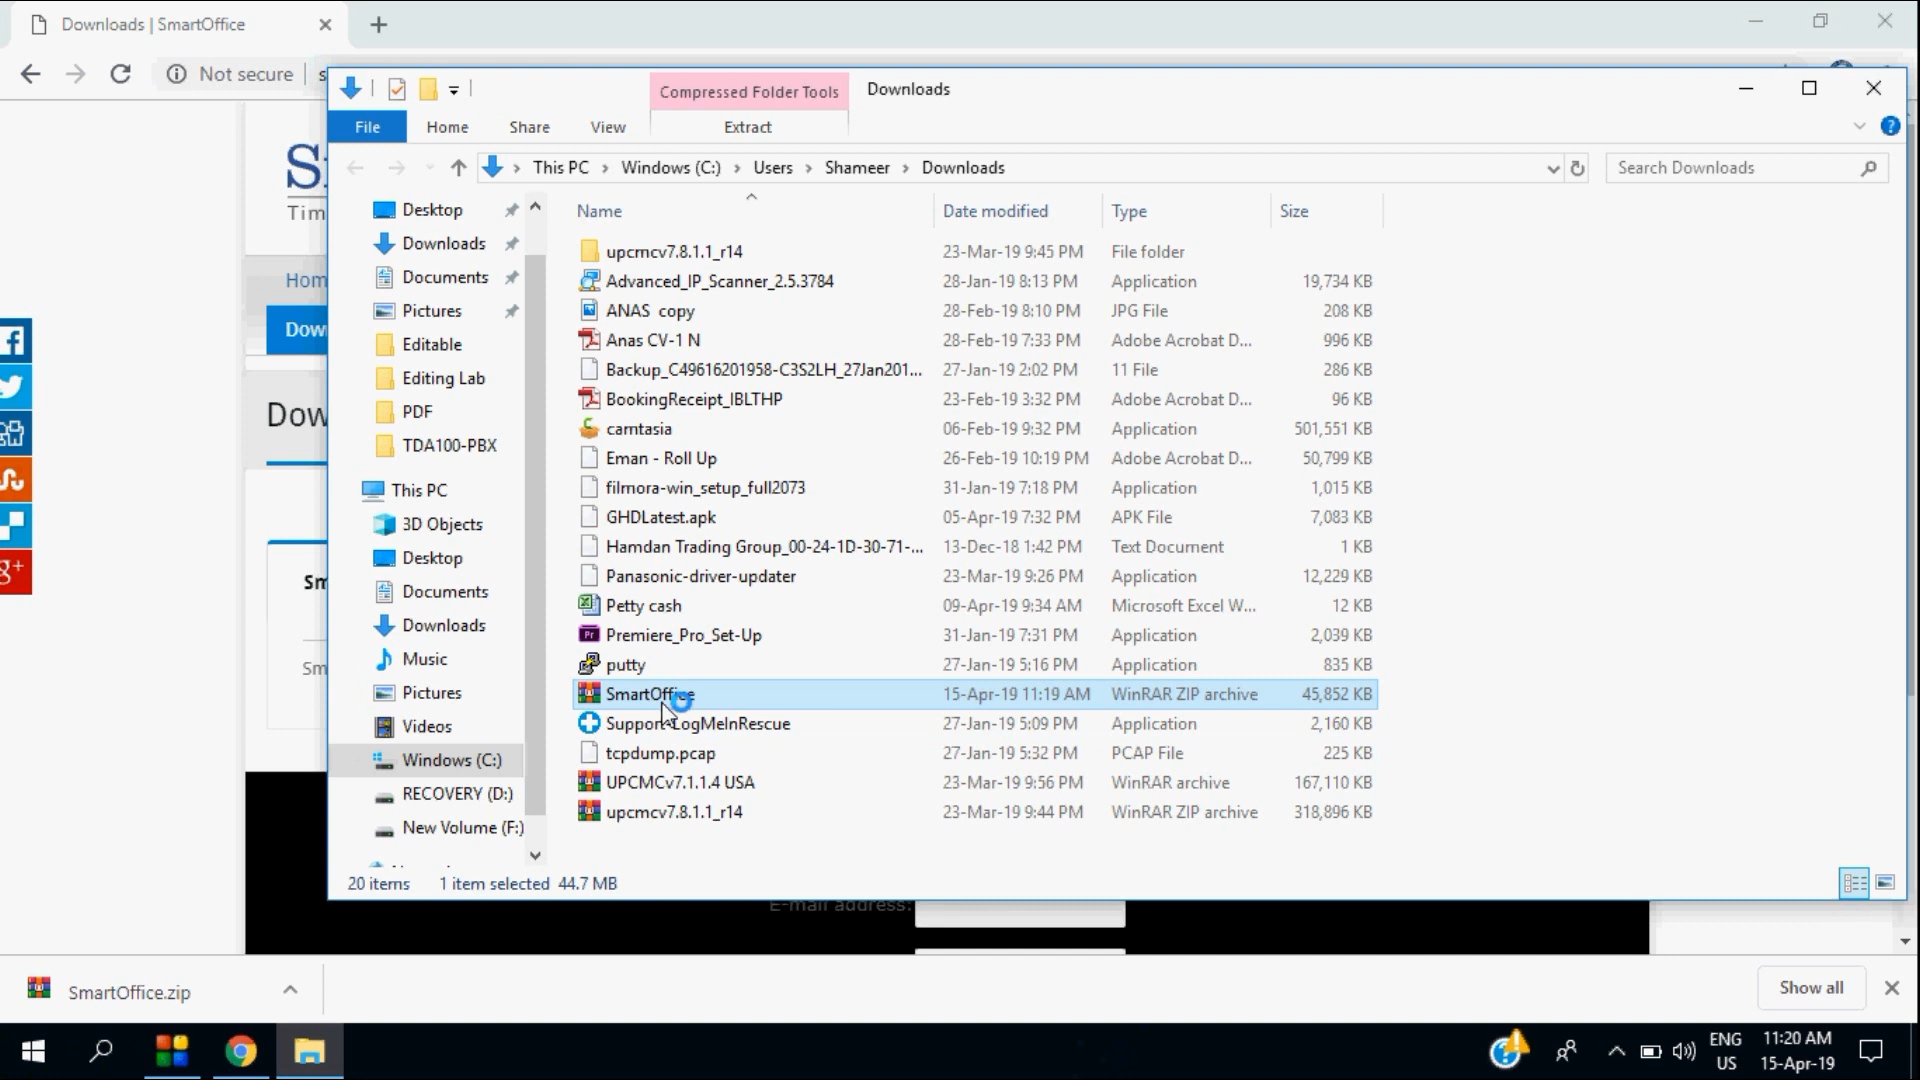 Downloads | SmartOffice
Not secure
s
Compressed Folder Tools
Downloads
File
Home
Share
View
Extract
This PC
Windows (C:)
Users
Shameer
Downloads
Search Downloads
S
Tim
Hom
Dow
Dow
Sm
Sm
Desktop
Downloads
Documents
Pictures
Editable
Editing Lab
PDF
TDA100-PBX
This PC
3D Objects
Desktop
Documents
Downloads
Music
Pictures
Videos
Windows (C:)
RECOVERY (D:)
New Volume (F:)
Name Date modified Type Size
upcmcv7.8.1.1_r14 23-Mar-19 9:45 PM File folder
Advanced_IP_Scanner_2.5.3784 28-Jan-19 8:13 PM Application 19,734 KB
ANAS copy 28-Feb-19 8:10 PM JPG File 208 KB
Anas CV-1 N 28-Feb-19 7:33 PM Adobe Acrobat D... 996 KB
Backup_C49616201958-C3S2LH_27Jan201... 27-Jan-19 2:02 PM 11 File 286 KB
BookingReceipt_IBLTHP 23-Feb-19 3:32 PM Adobe Acrobat D... 96 KB
camtasia 06-Feb-19 9:32 PM Application 501,551 KB
Eman - Roll Up 26-Feb-19 10:19 PM Adobe Acrobat D... 50,799 KB
filmora-win_setup_full2073 31-Jan-19 7:18 PM Application 1,015 KB
GHDLatest.apk 05-Apr-19 7:32 PM APK File 7,083 KB
Hamdan Trading Group_00-24-1D-30-71-... 13-Dec-18 1:42 PM Text Document 1 KB
Panasonic-driver-updater 23-Mar-19 9:26 PM Application 12,229 KB
Petty cash 09-Apr-19 9:34 AM Microsoft Excel W... 12 KB
Premiere_Pro_Set-Up 31-Jan-19 7:31 PM Application 2,039 KB
putty 27-Jan-19 5:16 PM Application 835 KB
SmartOffice 15-Apr-19 11:19 AM WinRAR ZIP archive 45,852 KB
Support-LogMeInRescue 27-Jan-19 5:09 PM Application 2,160 KB
tcpdump.pcap 27-Jan-19 5:32 PM PCAP File 225 KB
UPCMCv7.1.1.4 USA 23-Mar-19 9:56 PM WinRAR archive 167,110 KB
upcmcv7.8.1.1_r14 23-Mar-19 9:44 PM WinRAR ZIP archive 318,896 KB
20 items 1 item selected 44.7 MB
E-mail address:
SmartOffice.zip
Show all
ENG
US
11:20 AM
15-Apr-19